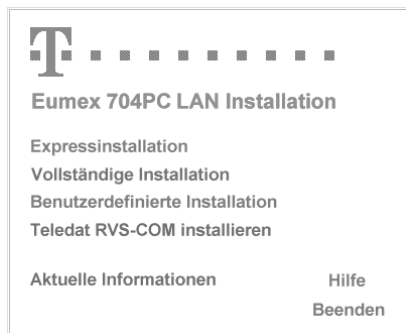 T
Eumex 704PC LAN Installation
Expressinstallation
Vollständige Installation
Benutzerdefinierte Installation
Teledat RVS-COM installieren
Aktuelle Informationen
Hilfe
Beenden